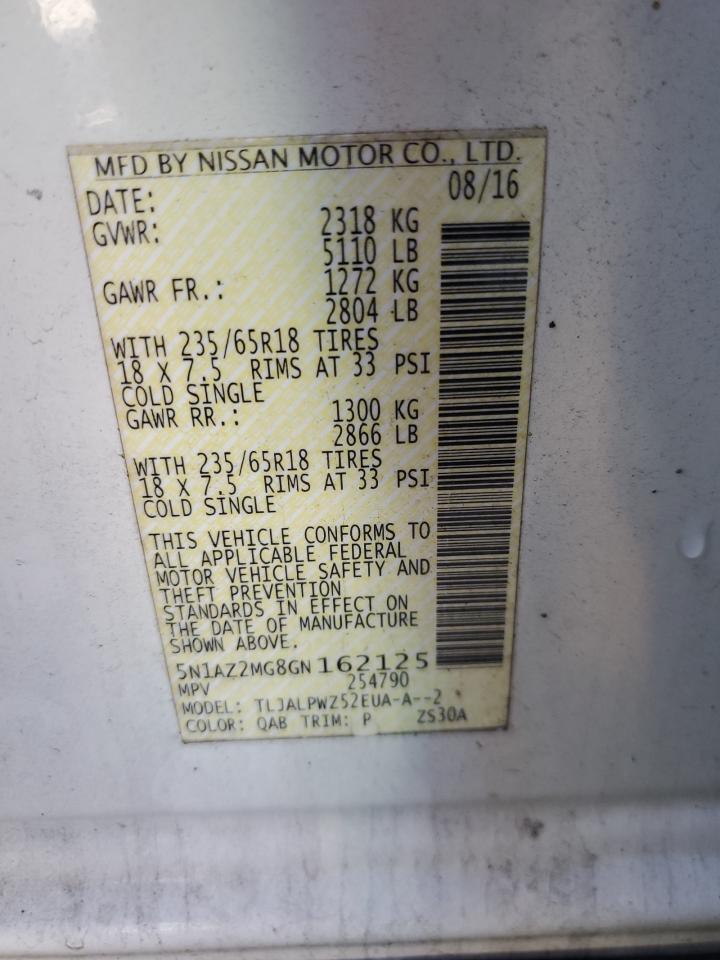 MFD BY NISSAN MOTOR CO., LTD.
DATE: 08/16
GVWR: 2318 KG
5110 LB
GAWR FR.: 1272 KG
2804 LB
WITH 235/65R18 TIRES
18 X 7.5 RIMS AT 33 PSI
COLD SINGLE
GAWR RR.: 1300 KG
2866 LB
WITH 235/65R18 TIRES
18 X 7.5 RIMS AT 33 PSI
COLD SINGLE
THIS VEHICLE CONFORMS TO
ALL APPLICABLE FEDERAL
MOTOR VEHICLE SAFETY AND
THEFT PREVENTION
STANDARDS IN EFFECT ON
THE DATE OF MANUFACTURE
SHOWN ABOVE.
5N1AZ2MG8GN162125
MPV 254790
MODEL: TLJALPWZ52EUA-A--2
COLOR: QAB TRIM: P ZS30A